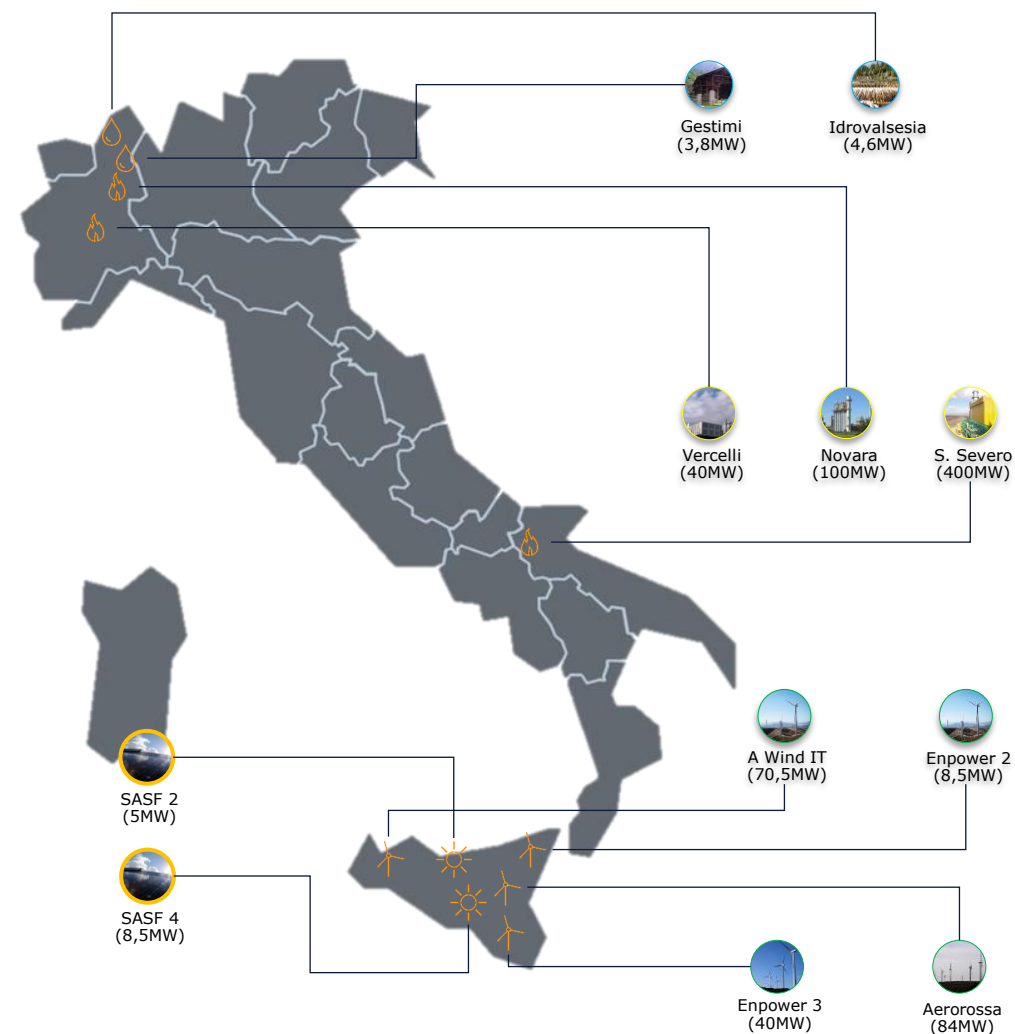 Gestimi
(3,8MW)
Idrovalsesia
(4,6MW)
Vercelli
(40MW)
Novara
(100MW)
S. Severo
(400MW)
A Wind IT
(70,5MW)
Enpower 2
(8,5MW)
SASF 2
(5MW)
SASF 4
(8,5MW)
Enpower 3
(40MW)
Aerorossa
(84MW)